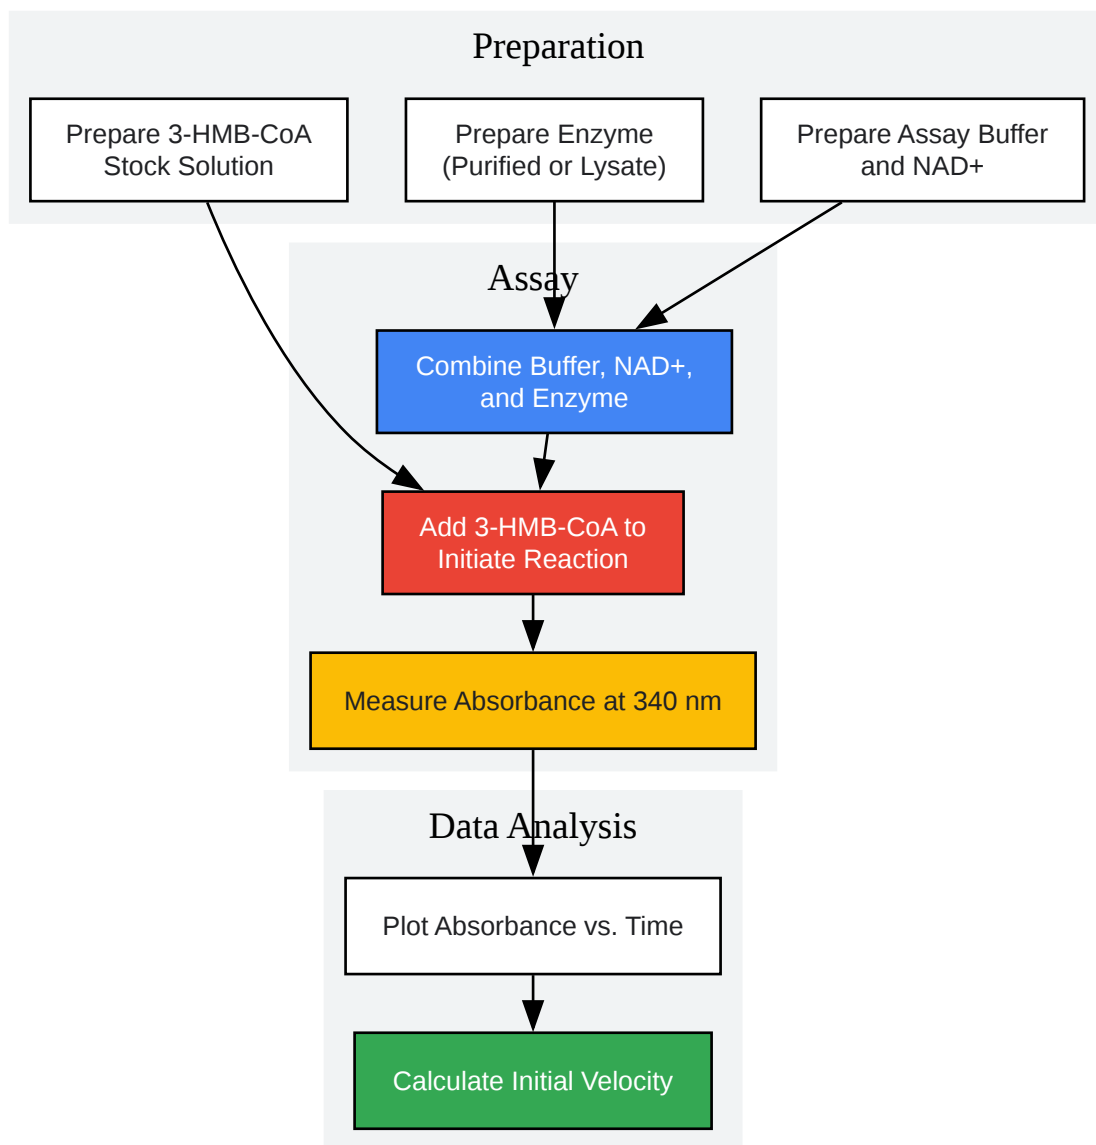 Preparation
Prepare 3-HMB-CoA
Stock Solution
Prepare Enzyme
(Purified or Lysate)
Prepare Assay Buffer
and NAD+
Assay
Combine Buffer, NAD+,
and Enzyme
Add 3-HMB-CoA to
Initiate Reaction
Measure Absorbance at 340 nm
Data Analysis
Plot Absorbance vs. Time
Calculate Initial Velocity